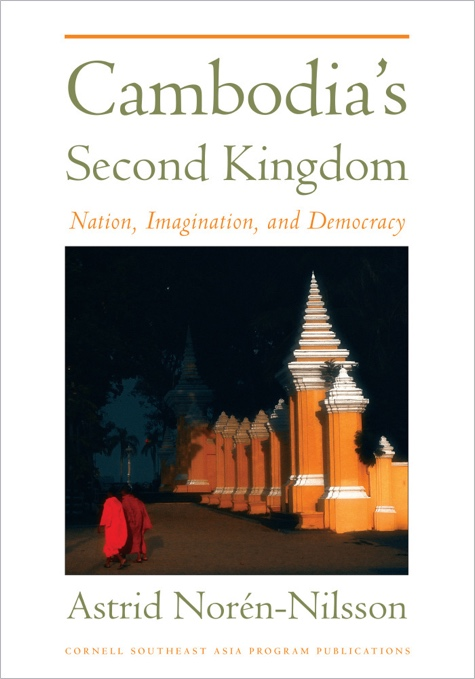 Cambodia's
Second Kingdom
Nation, Imagination, and Democracy
Astrid Norén-Nilsson
CORNELL SOUTHEAST ASIA PROGRAM PUBLICATIONS